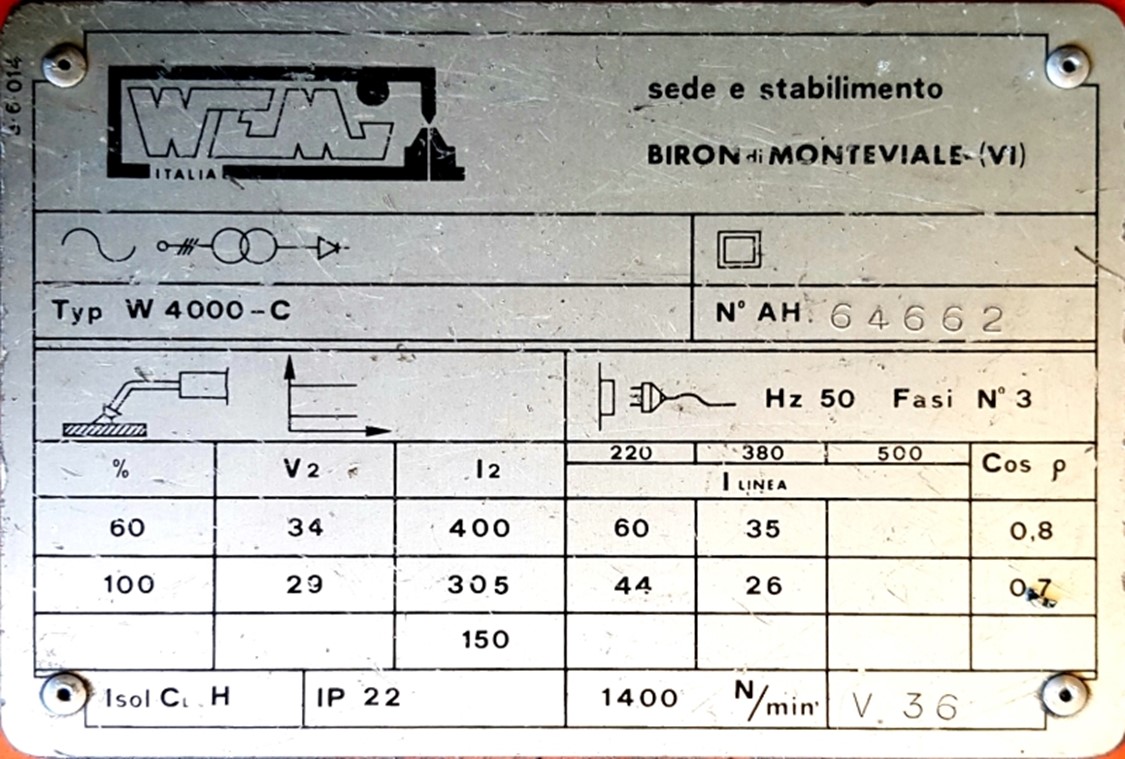 3-6.014
WEMI
ITALIA
sede e stabilimento
BIRON di MONTEVIALE (VI)
Typ W 4000-C
N° AH. 64662
Hz 50 Fasi N° 3
% V2 I2 220 380 500 Cos ρ
I LINEA
60 34 400 60 35 0,8
100 29 305 44 26 0,7
150
Isol CL. H IP 22 1400 N/min' V. 36